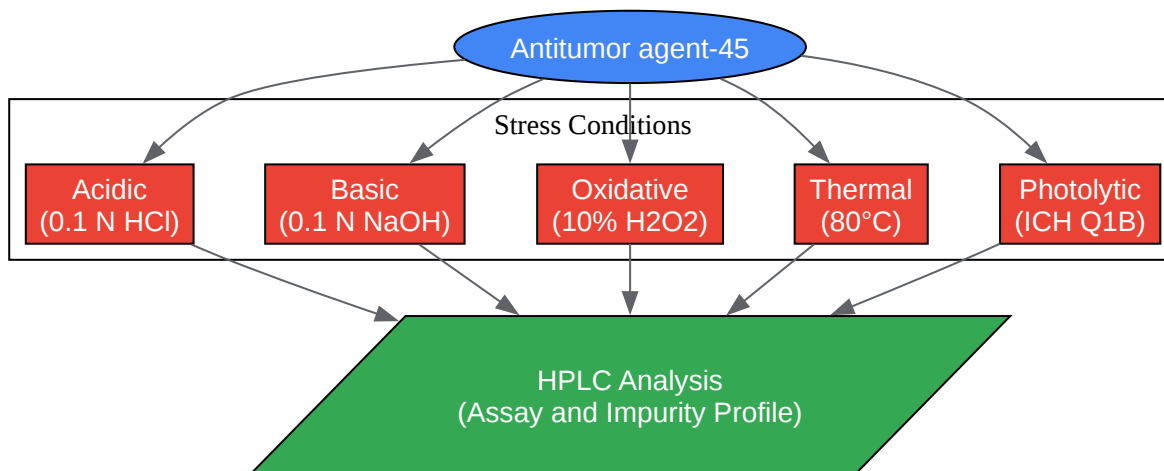 Antitumor agent-45
Stress Conditions
Acidic
(0.1 N HCl)
Basic
(0.1 N NaOH)
Oxidative
(10% H2O2)
Thermal
(80°C)
Photolytic
(ICH Q1B)
HPLC Analysis
(Assay and Impurity Profile)